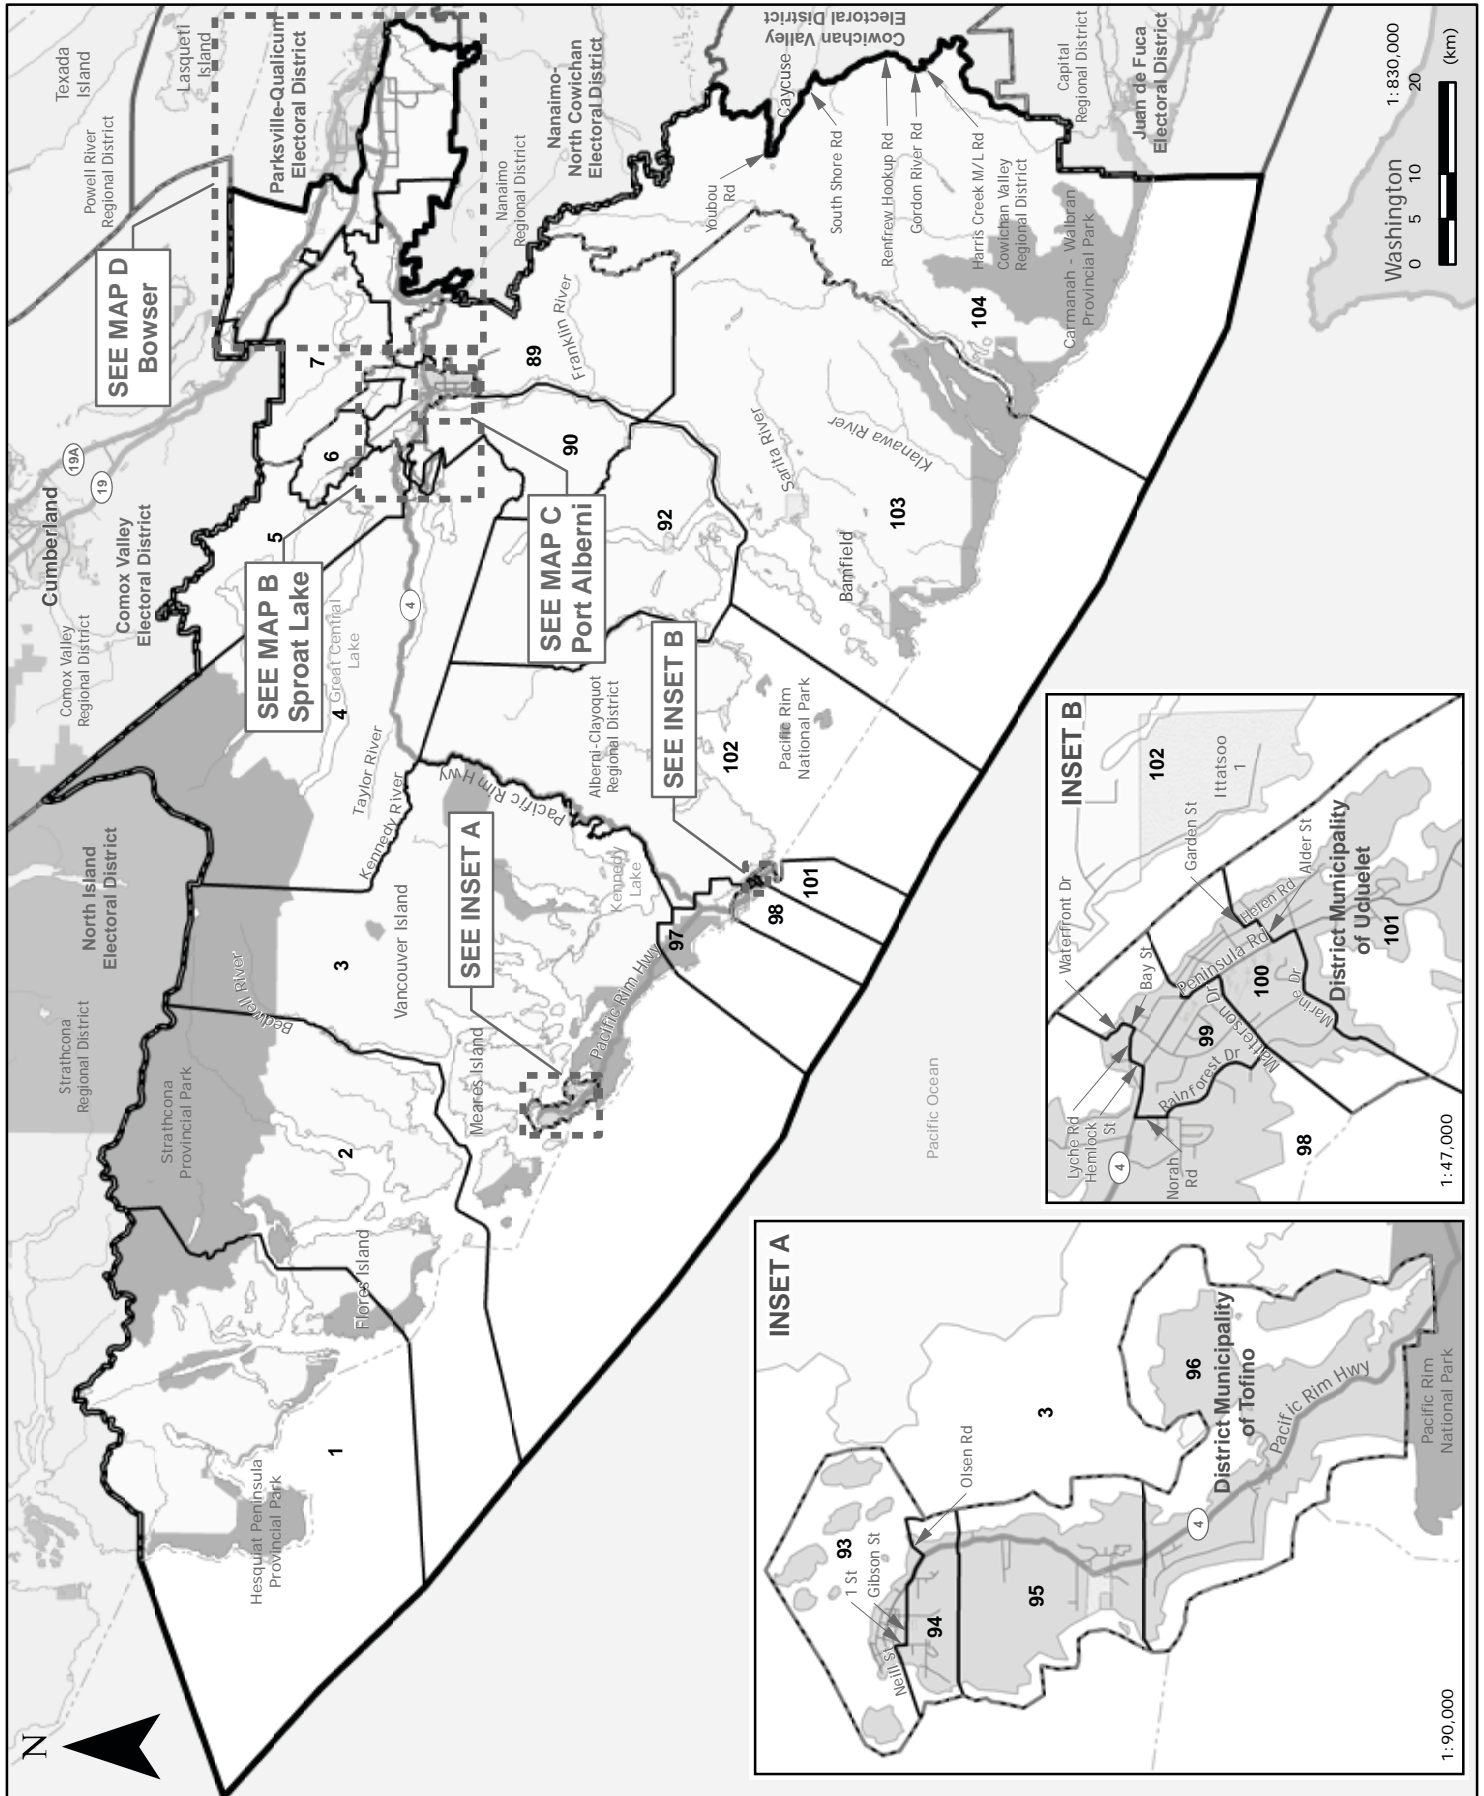 N
Hesquiat Peninsula
Provincial Park
1
Flores Island
Strathcona
Provincial Park
2
Strathcona
Regional District
North Island
Electoral District
Bedwell River
3
Vancouver Island
Meares Island
SEE INSET A
Pacific Rim Hwy
Kennedy
Lake
Kennedy River
Taylor River
4
Great Central
Lake
Pacific Rim Hwy
4
Comox Valley
Regional District
Comox Valley
Electoral District
Cumberland
19
19A
SEE MAP B
Sproat Lake
5
6
7
SEE MAP D
Bowser
Powell River
Regional District
Texada
Island
Lasqueti
Island
Parksville-Qualicum
Electoral District
Nanaimo-
North Cowichan
Electoral District
Nanaimo
Regional District
SEE MAP C
Port Alberni
89
Franklin River
90
92
Alberni-Clayoquot
Regional District
SEE INSET B
97
98
101
102
Pacific Rim
National Park
Bamfield
Sarita River
Klanawa River
103
104
Youbou
Rd
Caycuse
Cowichan Valley
Electoral District
South Shore Rd
Renfrew Hookup Rd
Gordon River Rd
Harris Creek M/L Rd
Cowichan Valley
Regional District
Carmanah - Walbran
Provincial Park
Capital
Regional District
Juan de Fuca
Electoral District
Pacific Ocean
Washington
1:830,000
0 5 10 20 (km)
INSET A
93
1 St
Gibson St
Neill St
Olsen Rd
94
95
3
96
District Municipality
of Tofino
Pacific Rim Hwy
4
Pacific Rim
National Park
1:90,000
INSET B
Waterfront Dr
Bay St
Lyche Rd
Hemlock
St
4
Norah
Rd
Rainforest Dr
99
Matterson Dr
Peninsula Rd
100
Marine Dr
Garden St
Helen Rd
Alder St
Ittatsoo
1
102
District Municipality
of Ucluelet
101
98
1:47,000